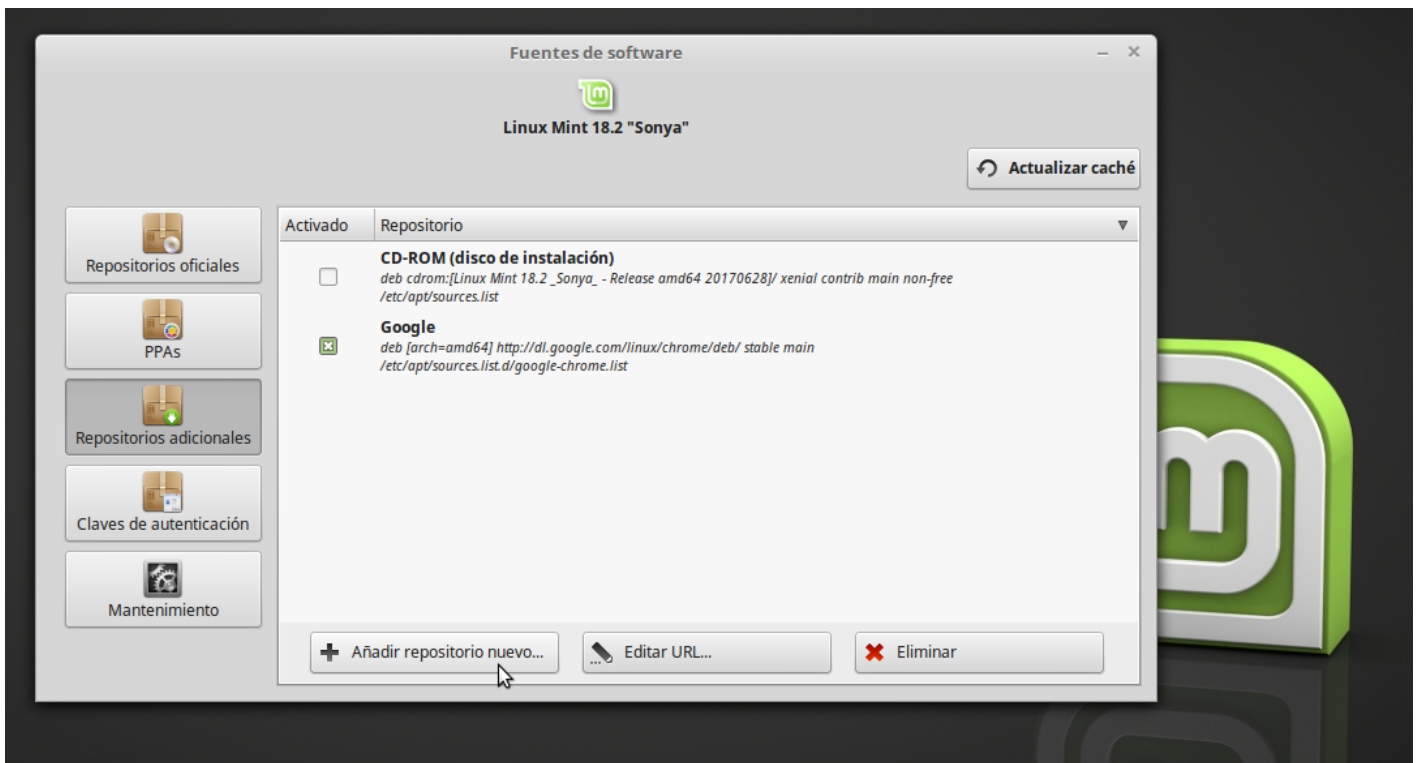 Fuentes de software
Linux Mint 18.2 "Sonya"
Actualizar caché
Repositorios oficiales
PPAs
Repositorios adicionales
Claves de autenticación
Mantenimiento
Activado Repositorio
CD-ROM (disco de instalación)
deb cdrom:[Linux Mint 18.2 _Sonya_ - Release amd64 20170628]/ xenial contrib main non-free
/etc/apt/sources.list
Google
deb [arch=amd64] http://dl.google.com/linux/chrome/deb/ stable main
/etc/apt/sources.list.d/google-chrome.list
Añadir repositorio nuevo... Editar URL... Eliminar